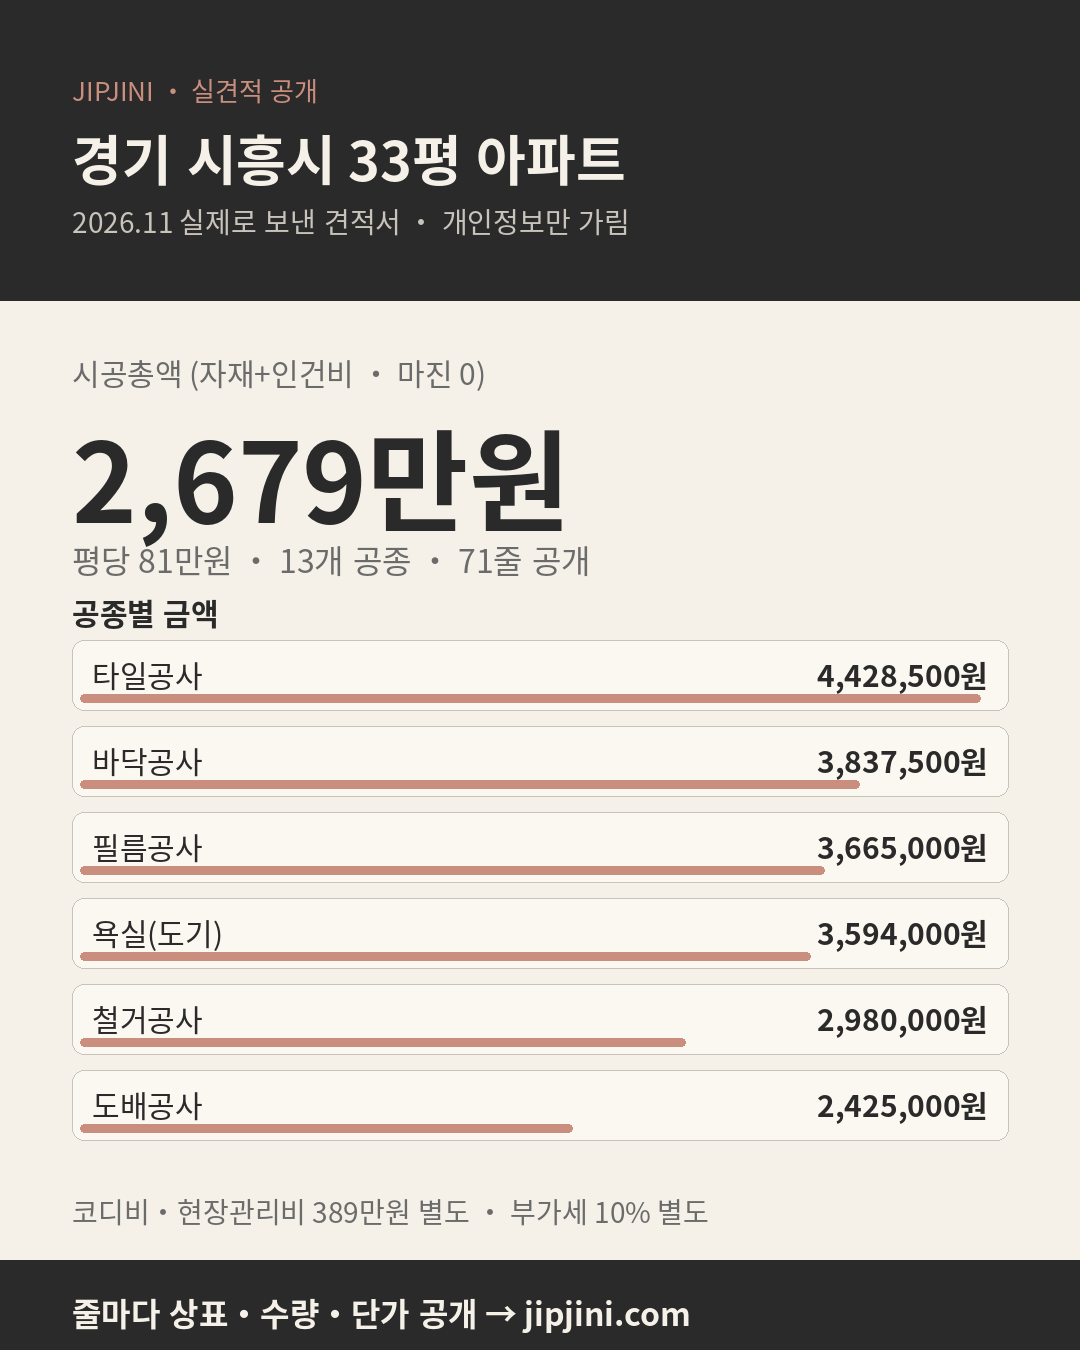 JIPJINI · 실견적 공개
경기 시흥시 33평 아파트
2026.11 실제로 보낸 견적서 · 개인정보만 가림
시공총액 (자재+인건비 · 마진 0)
2,679만원
평당 81만원 · 13개 공종 · 71줄 공개
공종별 금액
타일공사 4,428,500원
바닥공사 3,837,500원
필름공사 3,665,000원
욕실(도기) 3,594,000원
철거공사 2,980,000원
도배공사 2,425,000원
코디비·현장관리비 389만원 별도 · 부가세 10% 별도
줄마다 상표·수량·단가 공개 → jipjini.com